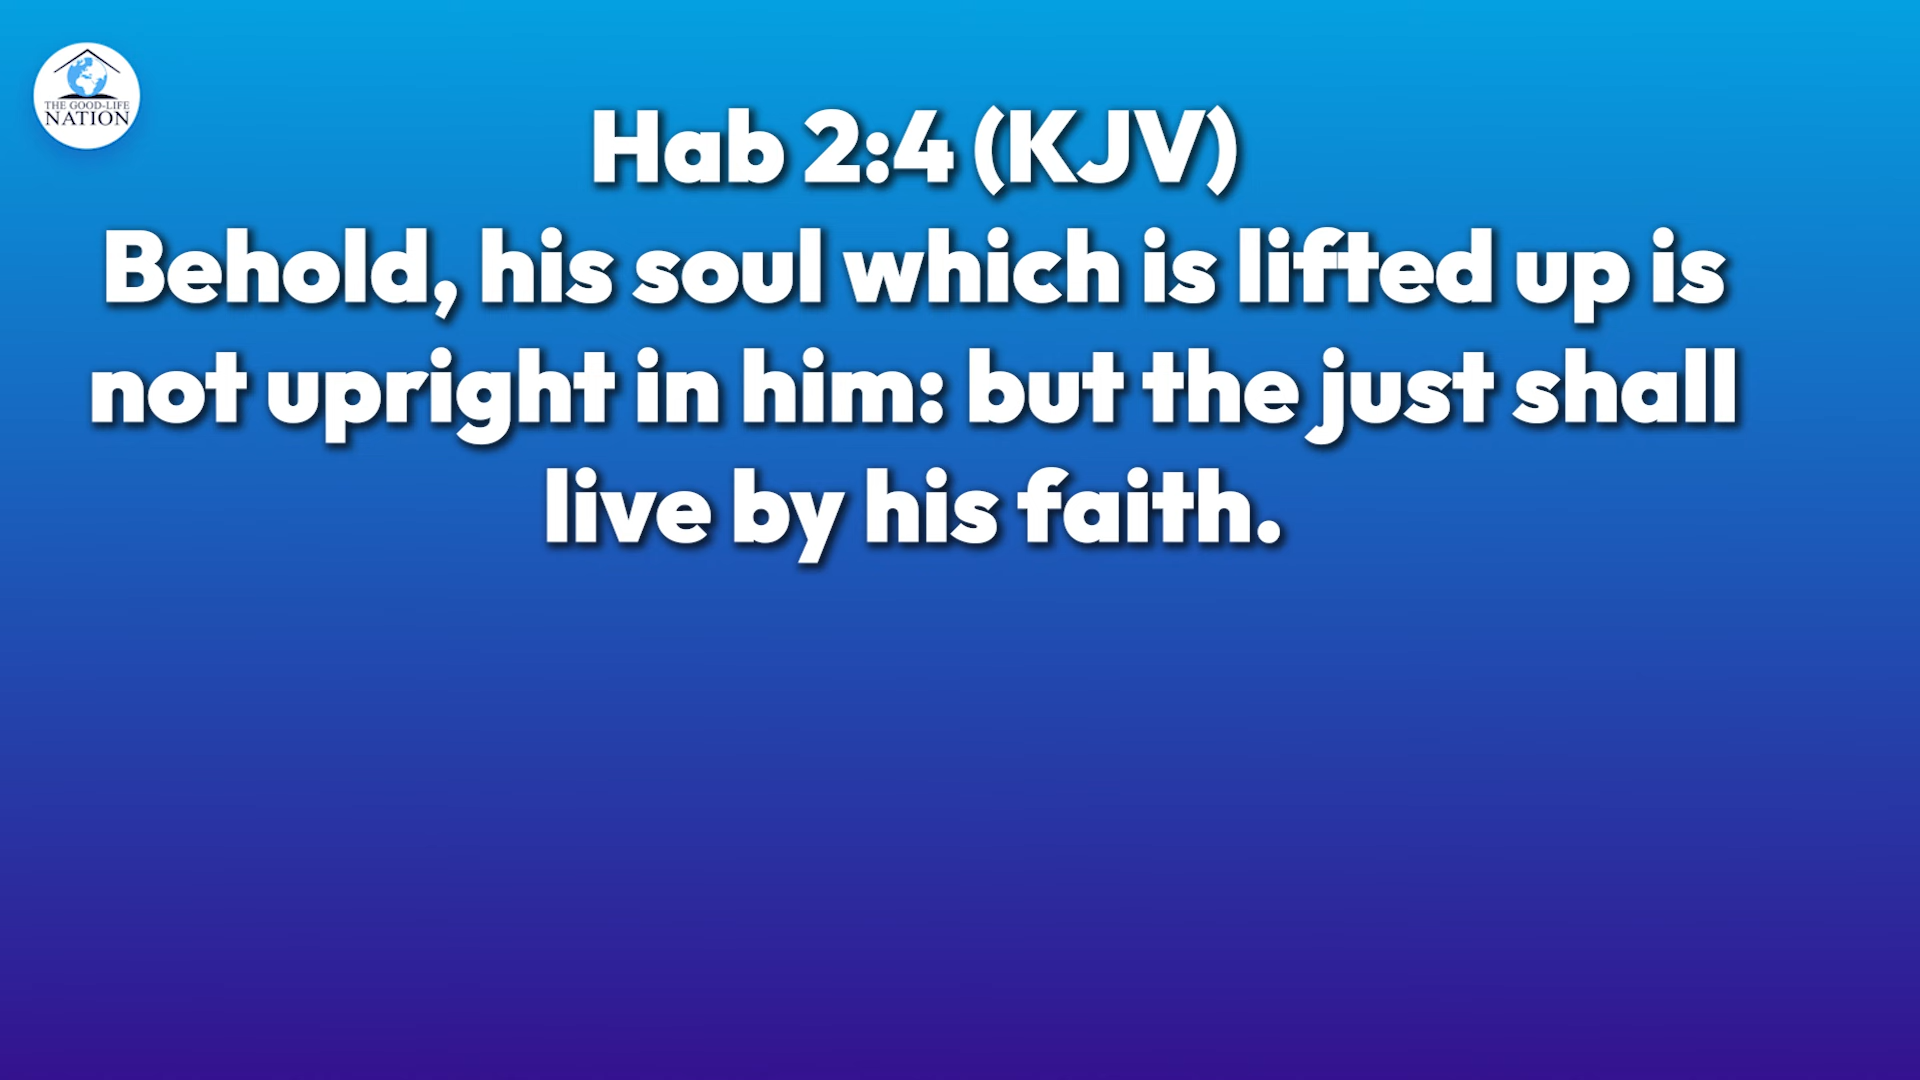 THE GOOD-LIFE
NATION
Hab 2:4 (KJV)
Behold, his soul which is lifted up is
not upright in him: but the just shall
live by his faith.